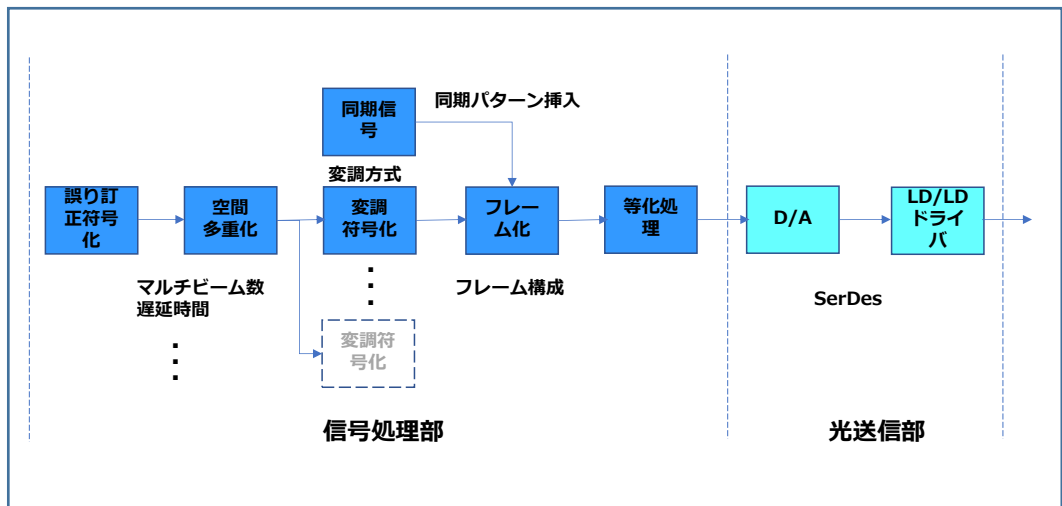 同期信
号
同期パターン挿入
変調方式
誤り訂
正符号
化
空間
多重化
変調
符号化
フレー
ム化
等化処
理
D/A
LD/LD
ドライ
バ
マルチビーム数
遅延時間
フレーム構成
SerDes
変調符
号化
信号処理部
光送信部